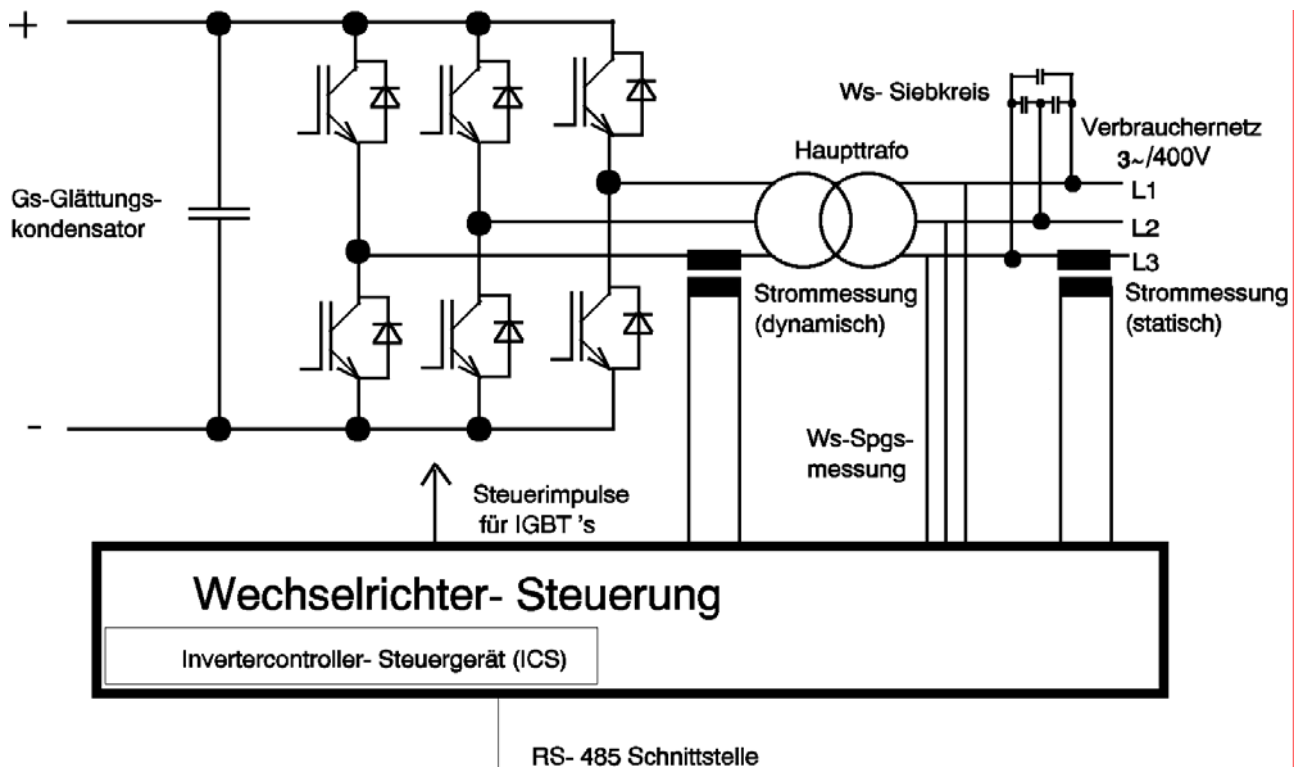 +
Ws- Siebkreis
Verbrauchernetz
3~/400V
Haupttrafo
L1
Gs-Glättungs-
kondensator
L2
L3
Strommessung
(dynamisch)
Strommessung
(statisch)
-
Ws-Spgs-
messung
Steuerimpulse
für IGBT 's
Wechselrichter- Steuerung
Invertercontroller- Steuergerät (ICS)
RS- 485 Schnittstelle